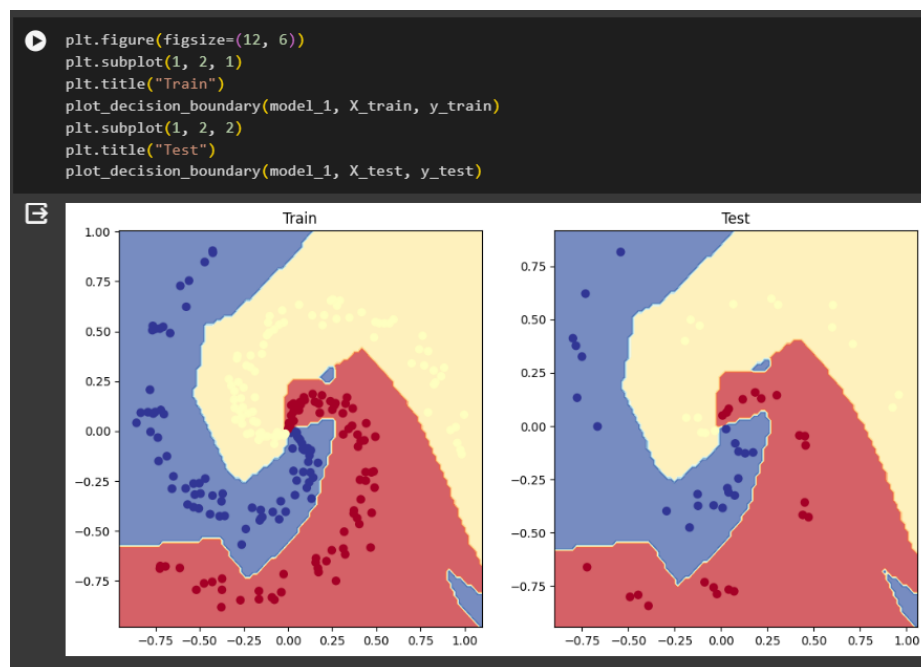 plt.figure(figsize=(12, 6))
plt.subplot(1, 2, 1)
plt.title("Train")
plot_decision_boundary(model_1, X_train, y_train)
plt.subplot(1, 2, 2)
plt.title("Test")
plot_decision_boundary(model_1, X_test, y_test)
Train
1.00
0.75
0.50
0.25
0.00
−0.25
−0.50
−0.75
−0.75 −0.50 −0.25 0.00 0.25 0.50 0.75 1.00
Test
0.75
0.50
0.25
0.00
−0.25
−0.50
−0.75
−0.75 −0.50 −0.25 0.00 0.25 0.50 0.75 1.00